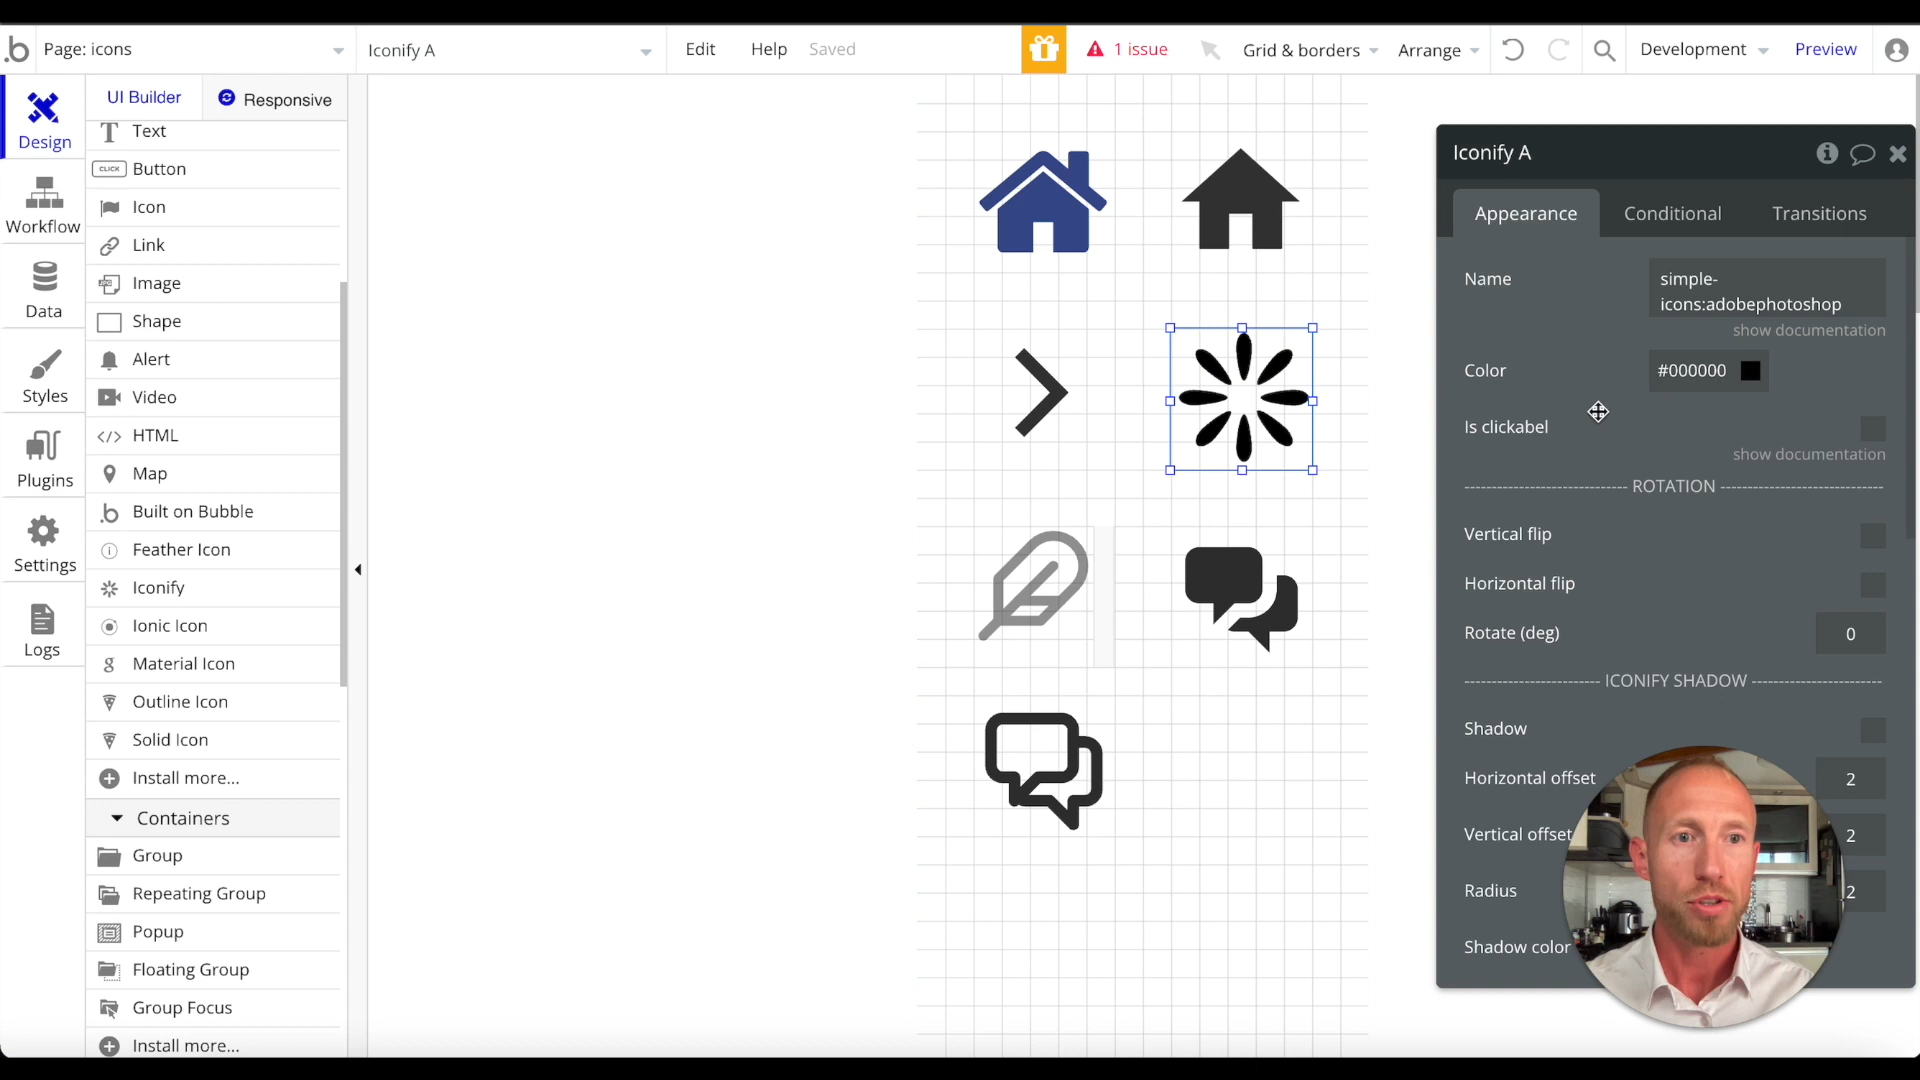 Page: icons
Iconify A
Edit
Help
Saved
1 issue
Grid & borders
Arrange
Development
Preview
Design
Workflow
Data
Styles
Plugins
Settings
Logs
UI Builder
Responsive
Text
CLICK Button
Icon
Link
Image
Shape
Alert
Video
</> HTML
Map
Built on Bubble
Feather Icon
Iconify
Ionic Icon
Material Icon
Outline Icon
Solid Icon
Install more...
Containers
Group
Repeating Group
Popup
Floating Group
Group Focus
Install more...
Iconify A
Appearance
Conditional
Transitions
Name
simple-
icons:adobephotoshop
show documentation
Color
#000000
Is clickabel
show documentation
ROTATION
Vertical flip
Horizontal flip
Rotate (deg)
0
ICONIFY SHADOW
Shadow
Horizontal offset
2
Vertical offset
2
Radius
2
Shadow color